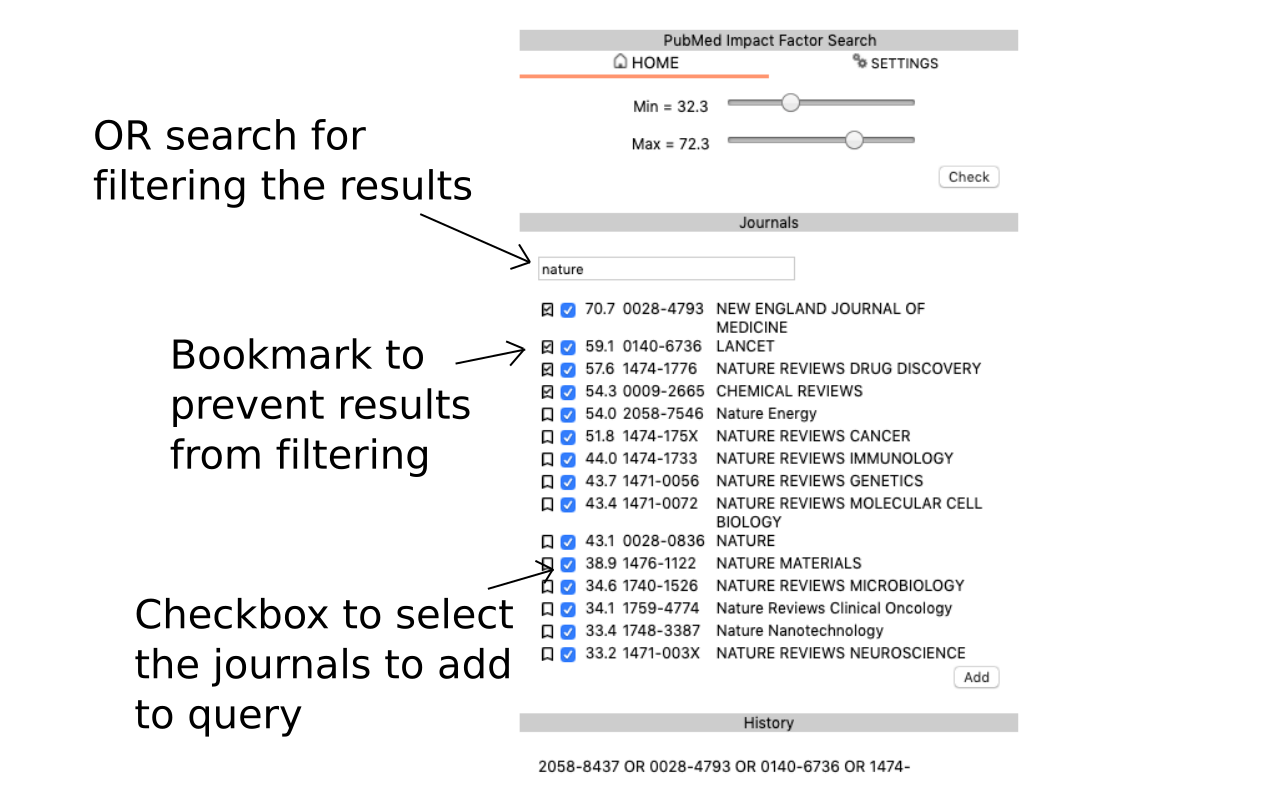 PubMed Impact Factor Search
HOME
SETTINGS
Min = 32.3
Max = 72.3
Check
OR search for
filtering the results
Journals
nature
70.7 0028-4793 NEW ENGLAND JOURNAL OF
MEDICINE
59.1 0140-6736 LANCET
57.6 1474-1776 NATURE REVIEWS DRUG DISCOVERY
54.3 0009-2665 CHEMICAL REVIEWS
54.0 2058-7546 Nature Energy
51.8 1474-175X NATURE REVIEWS CANCER
44.0 1474-1733 NATURE REVIEWS IMMUNOLOGY
43.7 1471-0056 NATURE REVIEWS GENETICS
43.4 1471-0072 NATURE REVIEWS MOLECULAR CELL
BIOLOGY
43.1 0028-0836 NATURE
38.9 1476-1122 NATURE MATERIALS
34.6 1740-1526 NATURE REVIEWS MICROBIOLOGY
34.1 1759-4774 Nature Reviews Clinical Oncology
33.4 1748-3387 Nature Nanotechnology
33.2 1471-003X NATURE REVIEWS NEUROSCIENCE
Add
Bookmark to
prevent results
from filtering
Checkbox to select
the journals to add
to query
History
2058-8437 OR 0028-4793 OR 0140-6736 OR 1474-